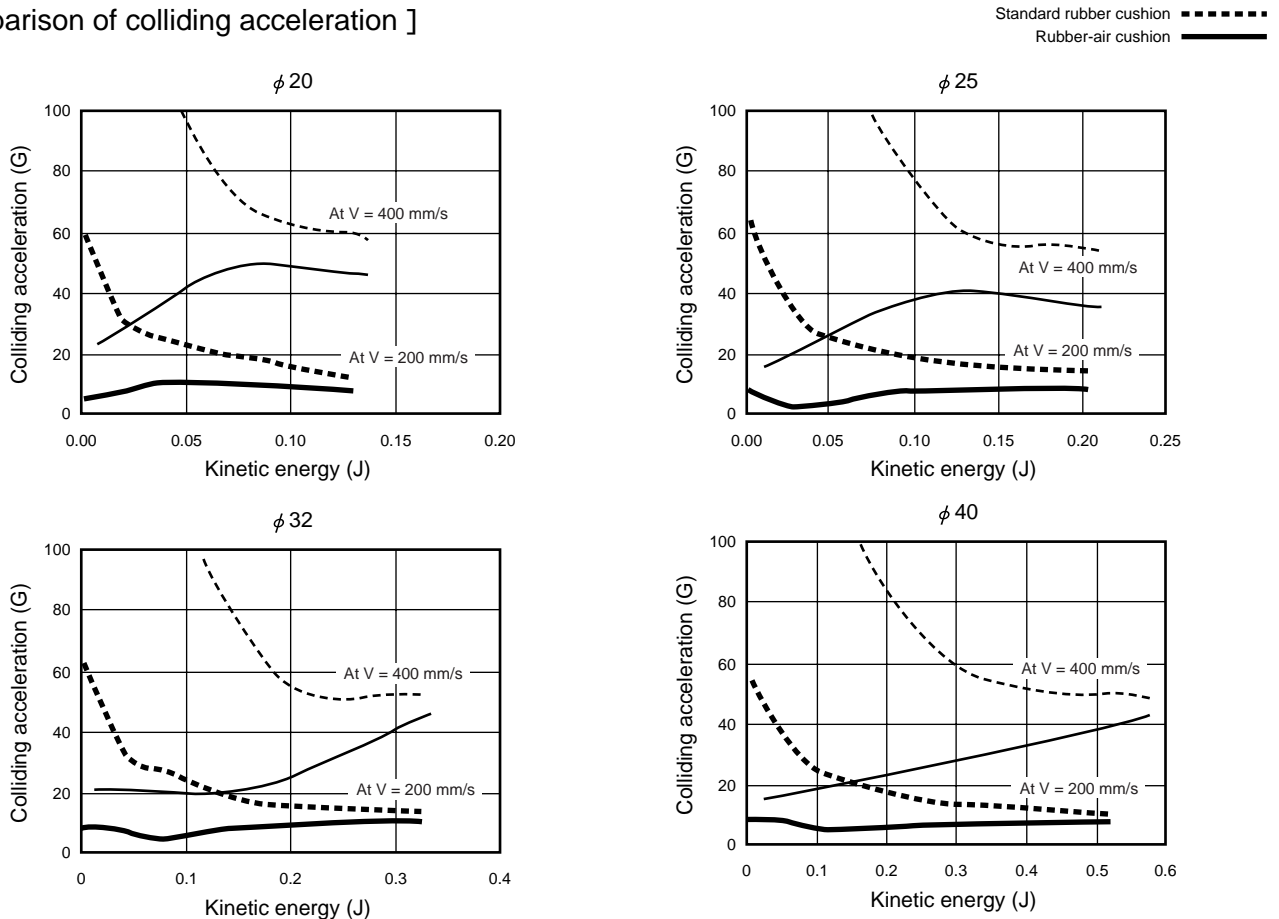 parison of colliding acceleration ]
Standard rubber cushion
Rubber-air cushion
φ 20
Colliding acceleration (G)
100
80
60
40
20
0
At V = 400 mm/s
At V = 200 mm/s
0.00 0.05 0.10 0.15 0.20
Kinetic energy (J)
φ 25
Colliding acceleration (G)
100
80
60
40
20
0
At V = 400 mm/s
At V = 200 mm/s
0.00 0.05 0.10 0.15 0.20 0.25
Kinetic energy (J)
φ 32
Colliding acceleration (G)
100
80
60
40
20
0
At V = 400 mm/s
At V = 200 mm/s
0 0.1 0.2 0.3 0.4
Kinetic energy (J)
φ 40
Colliding acceleration (G)
100
80
60
40
20
0
At V = 400 mm/s
At V = 200 mm/s
0 0.1 0.2 0.3 0.4 0.5 0.6
Kinetic energy (J)